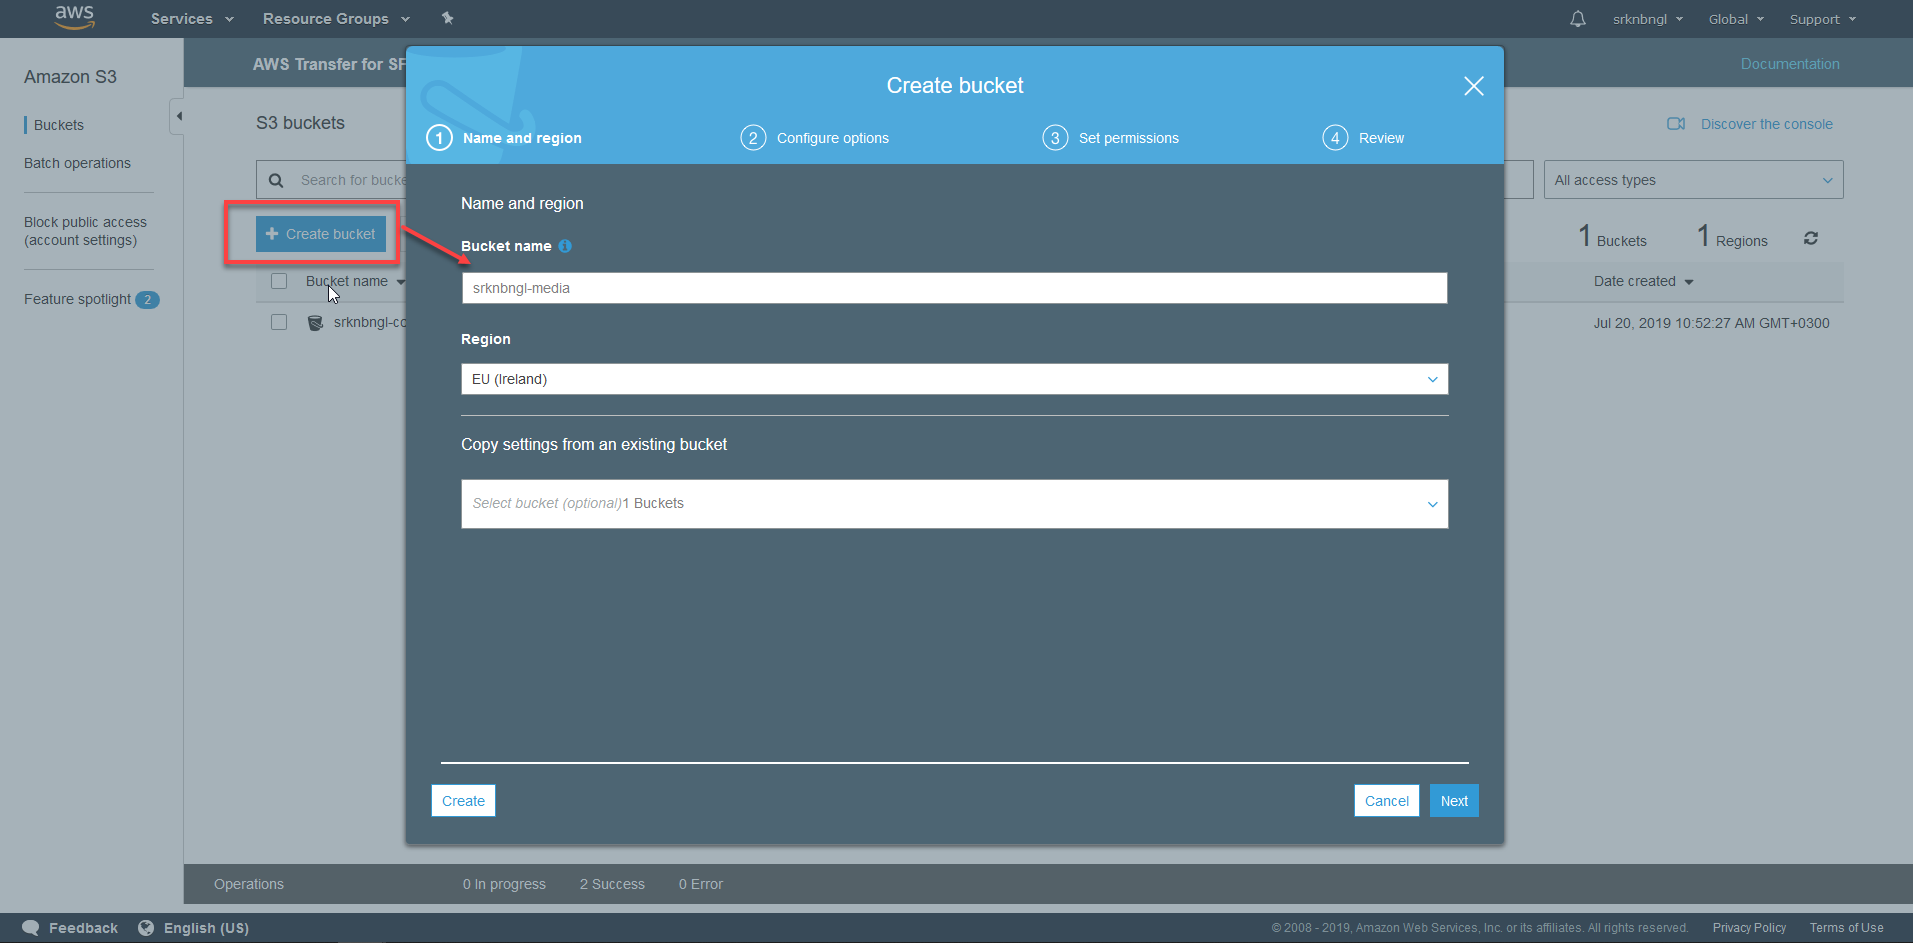 aws Services Resource Groups srknbngl Global Support
Amazon S3
Buckets
Batch operations
Block public access
(account settings)
Feature spotlight 2
AWS Transfer for SF
Documentation
S3 buckets
Discover the console
Search for bucke
All access types
+ Create bucket
1 Buckets 1 Regions
Bucket name
Date created
srknbngl-co
Jul 20, 2019 10:52:27 AM GMT+0300
Create bucket
1 Name and region 2 Configure options 3 Set permissions 4 Review
Name and region
Bucket name i
srknbngl-media
Region
EU (Ireland)
Copy settings from an existing bucket
Select bucket (optional)1 Buckets
Create Cancel Next
Operations 0 In progress 2 Success 0 Error
Feedback English (US) © 2008 - 2019, Amazon Web Services, Inc. or its affiliates. All rights reserved. Privacy Policy Terms of Use